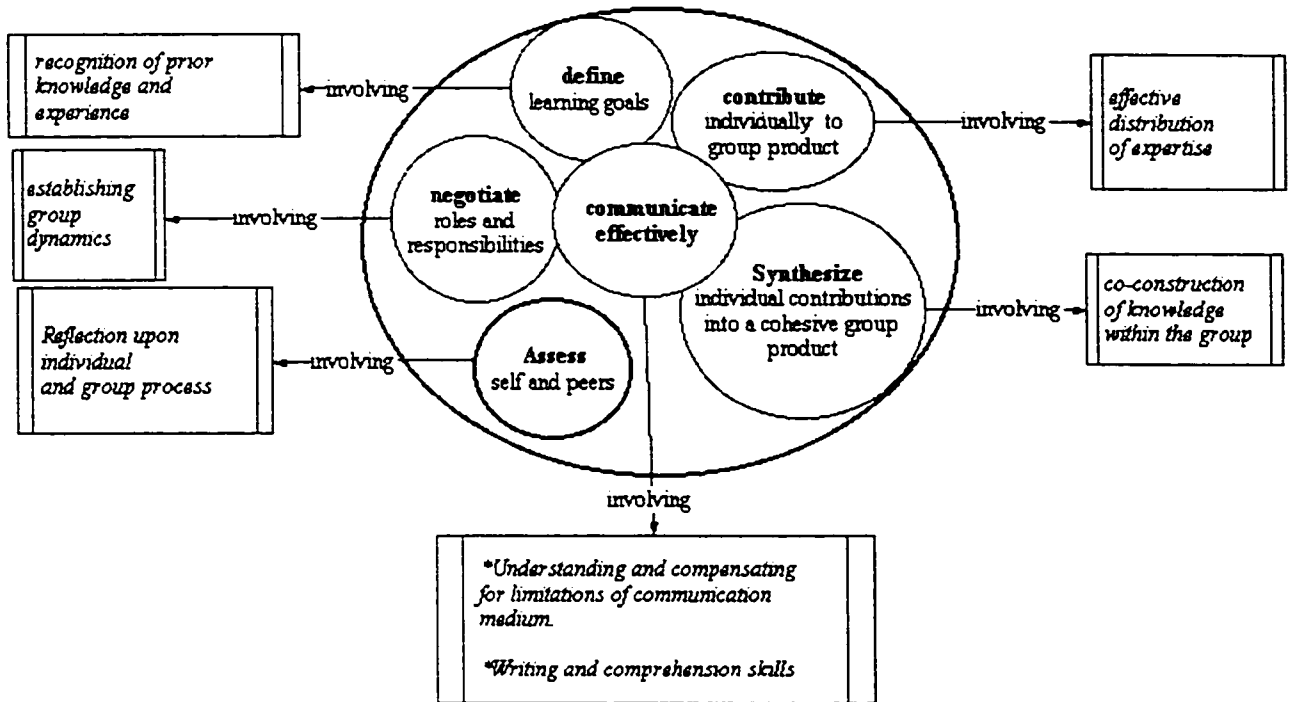 recognition of prior
knowledge and
experience
involving
define
learning goals
contribute
individually to
group product
involving
effective
distribution
of expertise
establishing
group
dynamics
involving
negotiate
roles and
responsibilities
communicate
effectively
Synthesize
individual contributions
into a cohesive group
product
involving
co-construction
of knowledge
within the group
Reflection upon
individual
and group process
involving
Assess
self and peers
involving
*Understanding and compensating
for limitations of communication
medium.
*Writing and comprehension skills